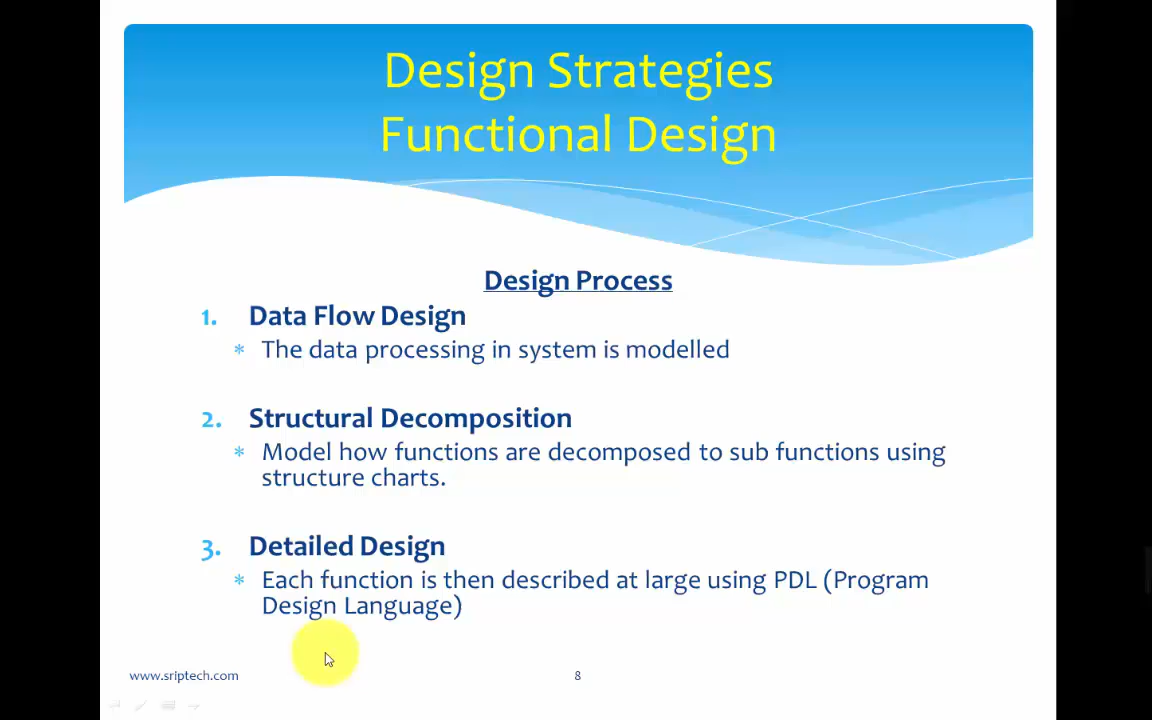 Design Strategies
Functional Design
Design Process
1. Data Flow Design
* The data processing in system is modelled
2. Structural Decomposition
* Model how functions are decomposed to sub functions using
structure charts.
3. Detailed Design
* Each function is then described at large using PDL (Program
Design Language)
www.sriptech.com
8